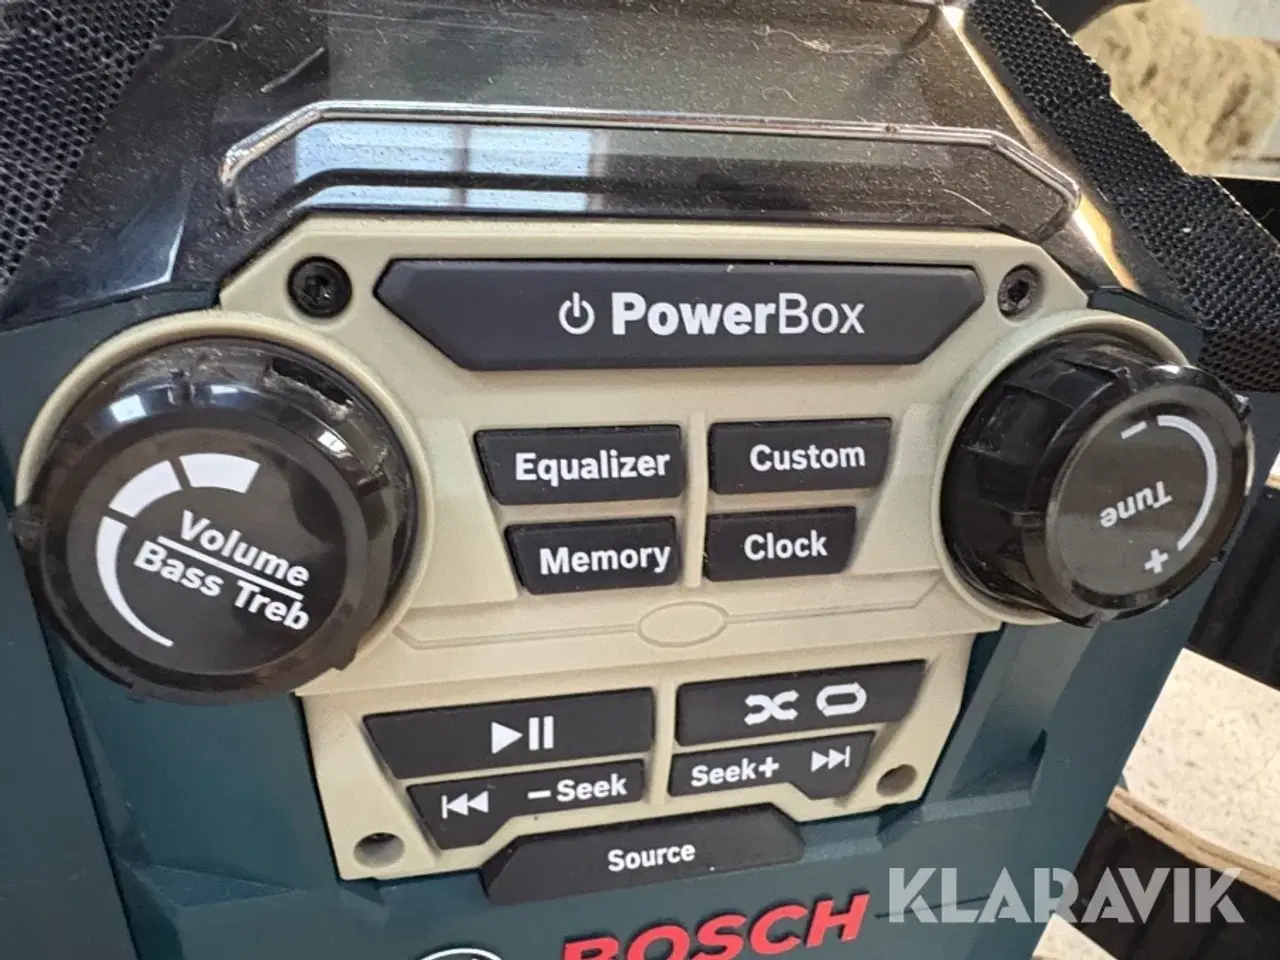 PowerBox
Equalizer
Custom
Memory
Clock
Volume
Bass Treb
− Tune +
−Seek
Seek+
Source
BOSCH
KLARAVIK